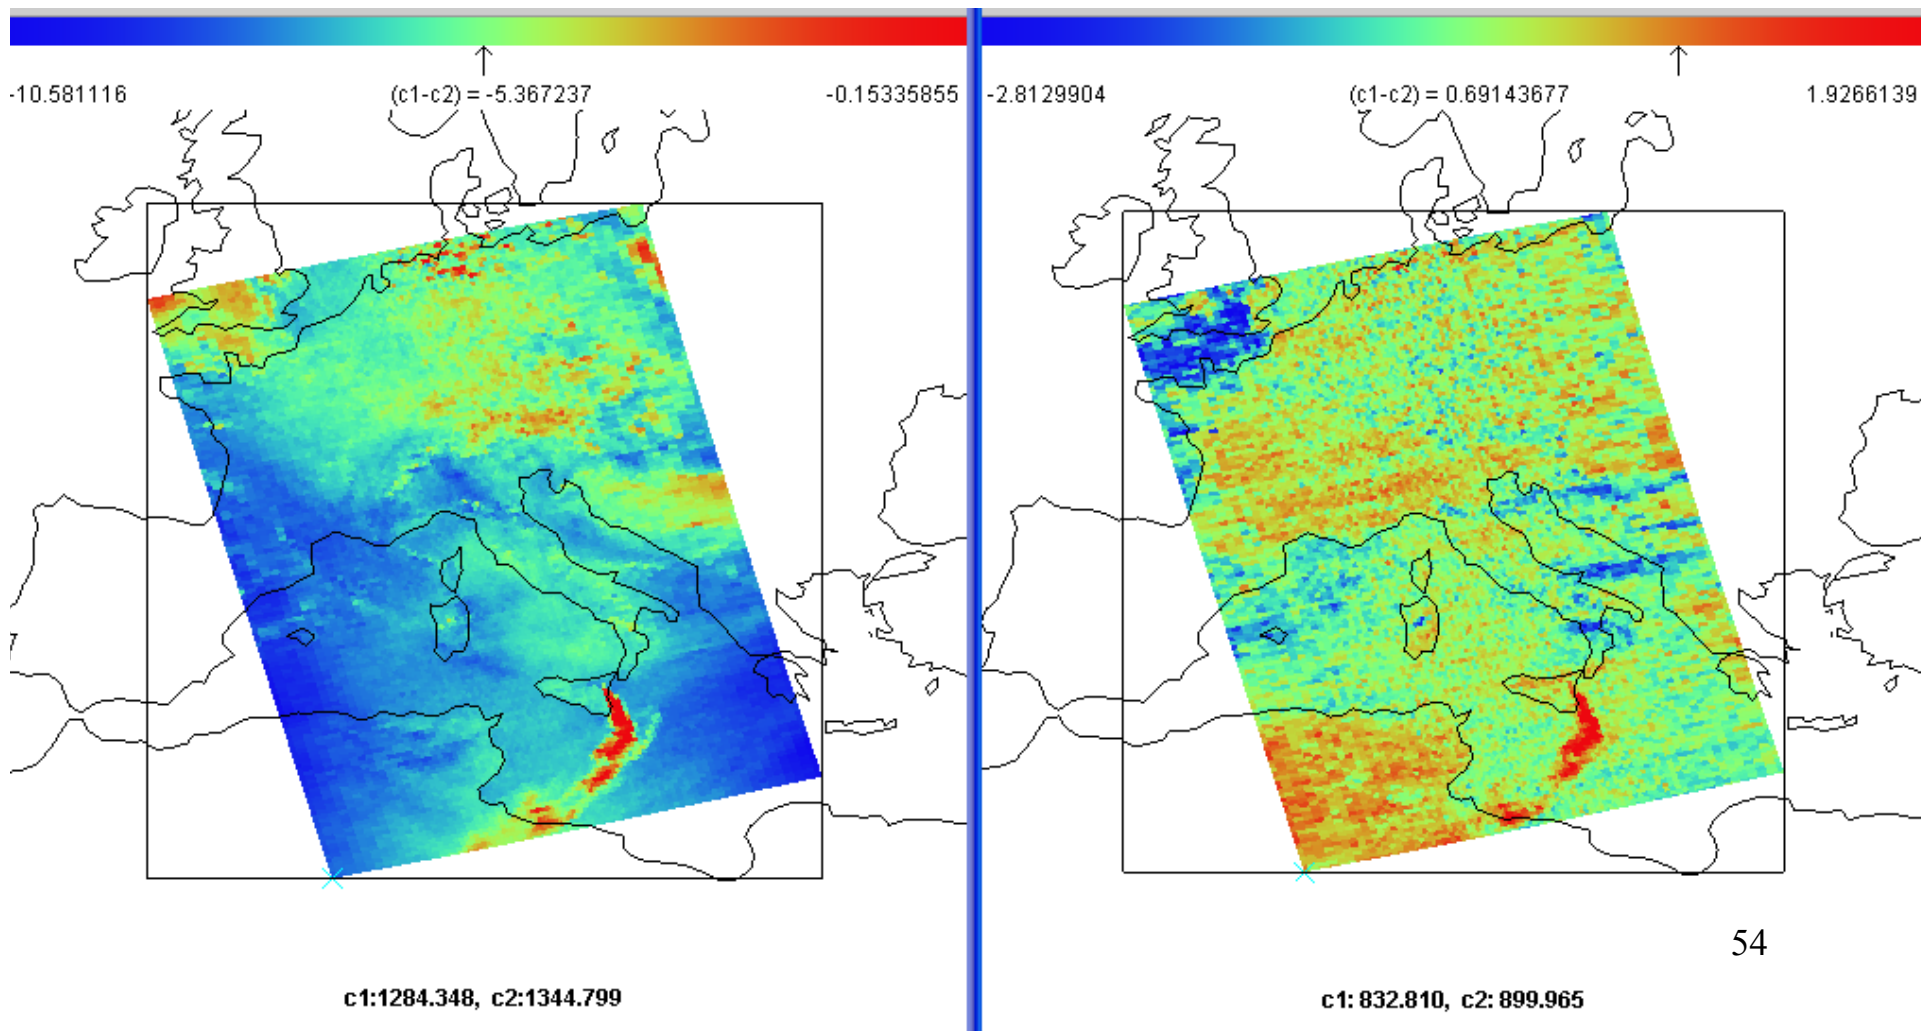 -10.581116 (c1-c2) = -5.367237 -0.15335855
-2.8129904 (c1-c2) = 0.69143677 1.9266139
54
c1:1284.348, c2:1344.799
c1: 832.810, c2: 899.965